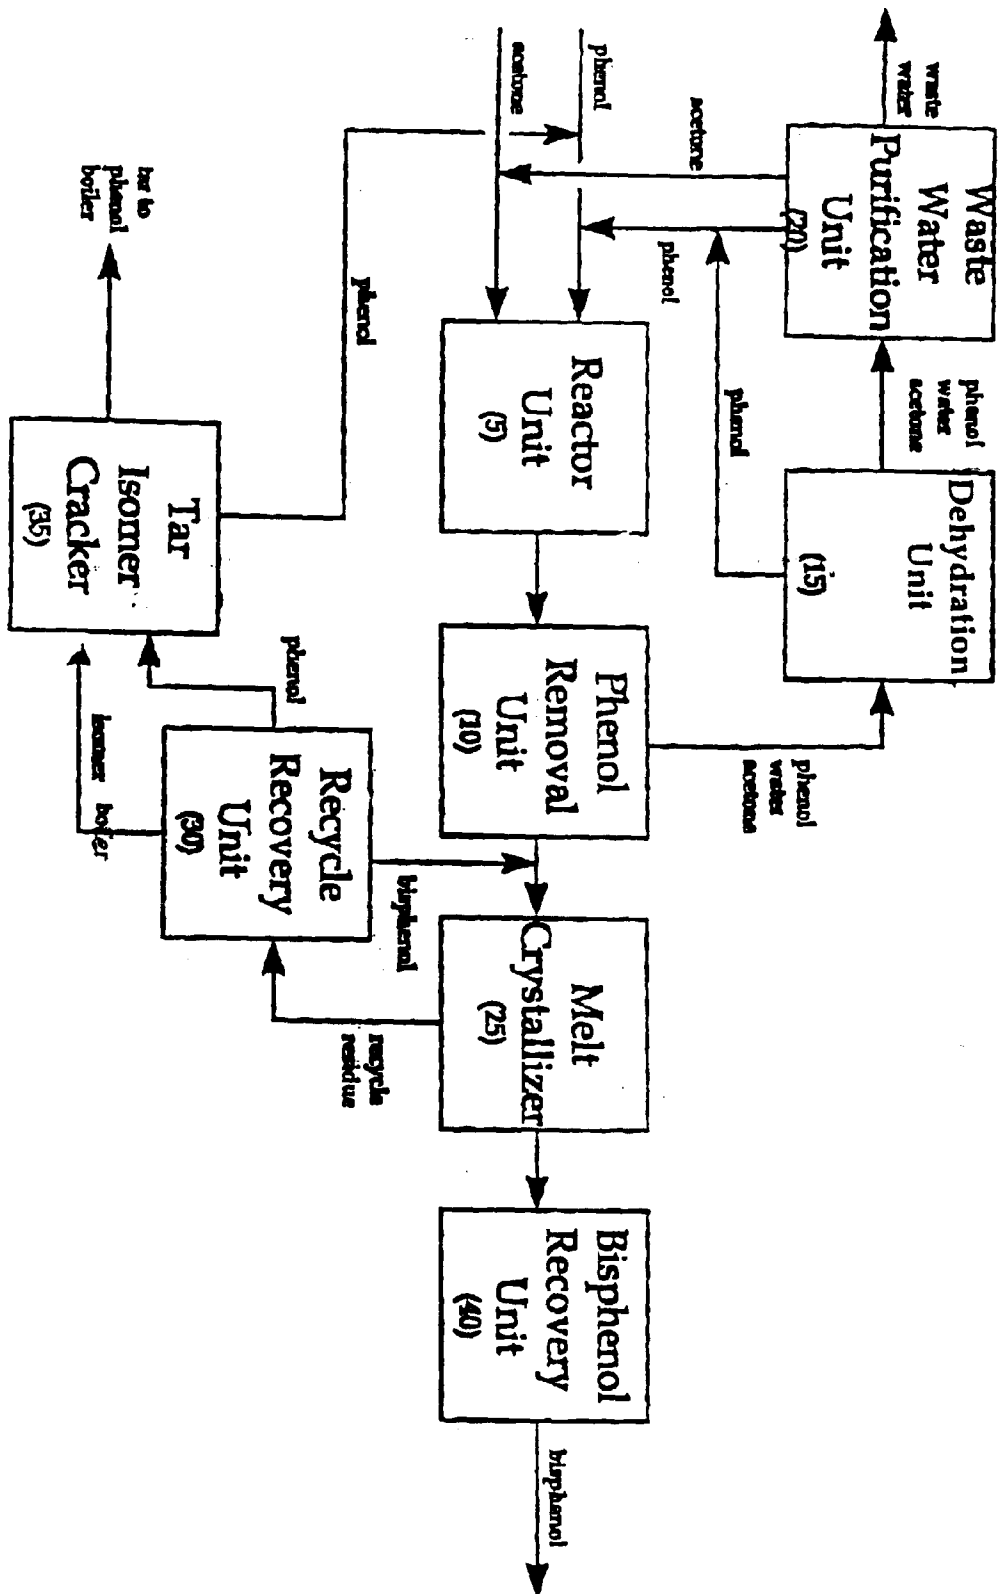 Waste
Water
Purification
Unit
(20)
waste
water
phenol
water
acetone
Dehydration
Unit
(15)
acetone
phenol
phenol
phenol
water
acetone
phenol
acetone
Reactor
Unit
(5)
Phenol
Removal
Unit
(10)
Melt
Crystallizer
(25)
Bisphenol
Recovery
Unit
(40)
bisphenol
phenol
bisphenol
recycle
residue
Recycle
Recovery
Unit
(30)
phenol
isomer boiler
Tar
Isomer
Cracker
(35)
tar to
phenol
boiler